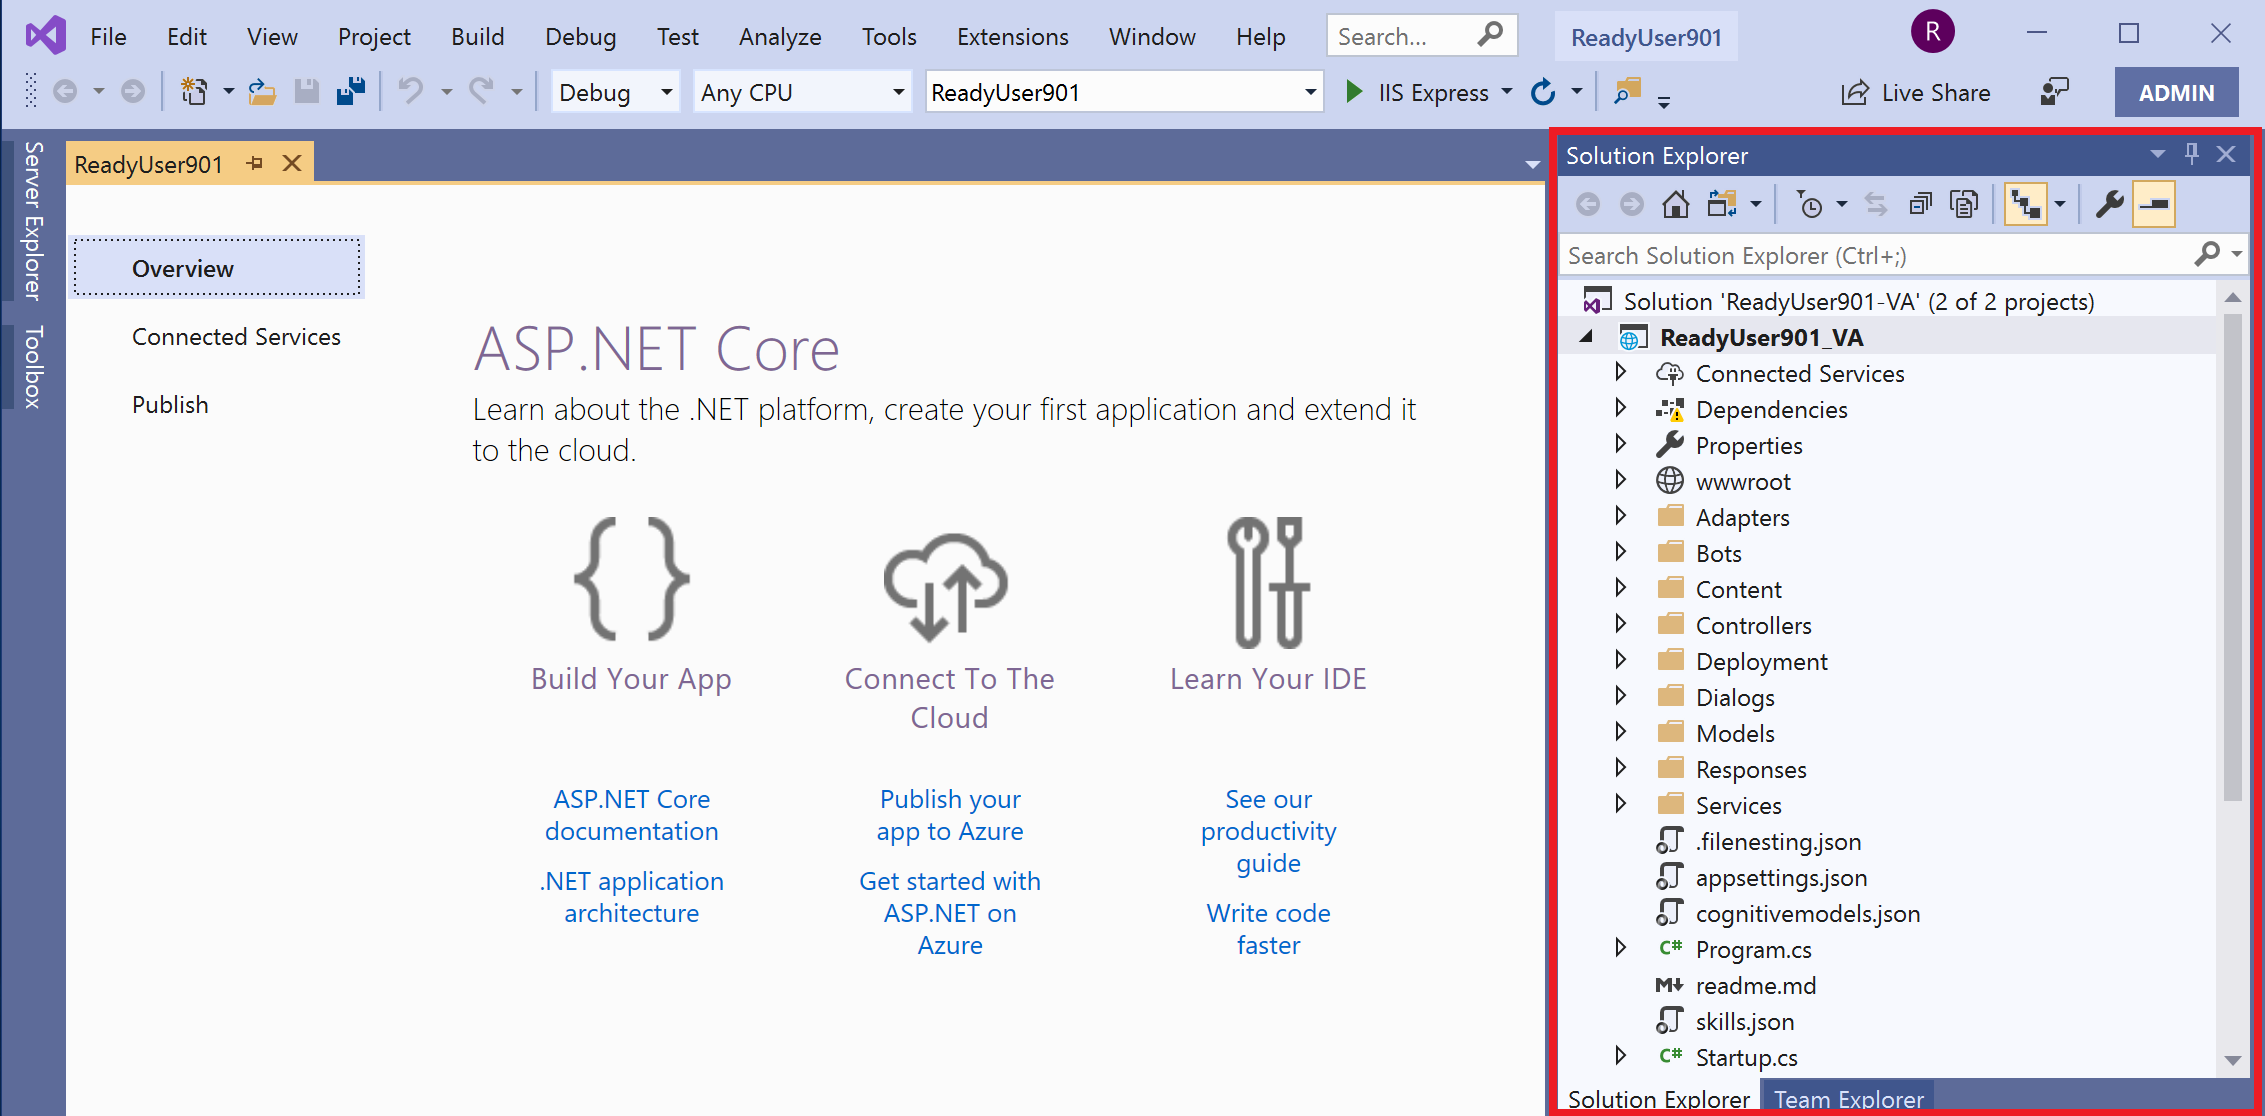 File Edit View Project Build Debug Test Analyze Tools Extensions Window Help Search... ReadyUser901 R
Debug Any CPU ReadyUser901 IIS Express Live Share ADMIN
Server Explorer
Toolbox
ReadyUser901
Overview
Connected Services
Publish
ASP.NET Core
Learn about the .NET platform, create your first application and extend it
to the cloud.
Build Your App
ASP.NET Core
documentation
.NET application
architecture
Connect To The
Cloud
Publish your
app to Azure
Get started with
ASP.NET on
Azure
Learn Your IDE
See our
productivity
guide
Write code
faster
Solution Explorer
Search Solution Explorer (Ctrl+;)
Solution 'ReadyUser901-VA' (2 of 2 projects)
ReadyUser901_VA
Connected Services
Dependencies
Properties
wwwroot
Adapters
Bots
Content
Controllers
Deployment
Dialogs
Models
Responses
Services
.filenesting.json
appsettings.json
cognitivemodels.json
C# Program.cs
M readme.md
skills.json
C# Startup.cs
Solution Explorer Team Explorer